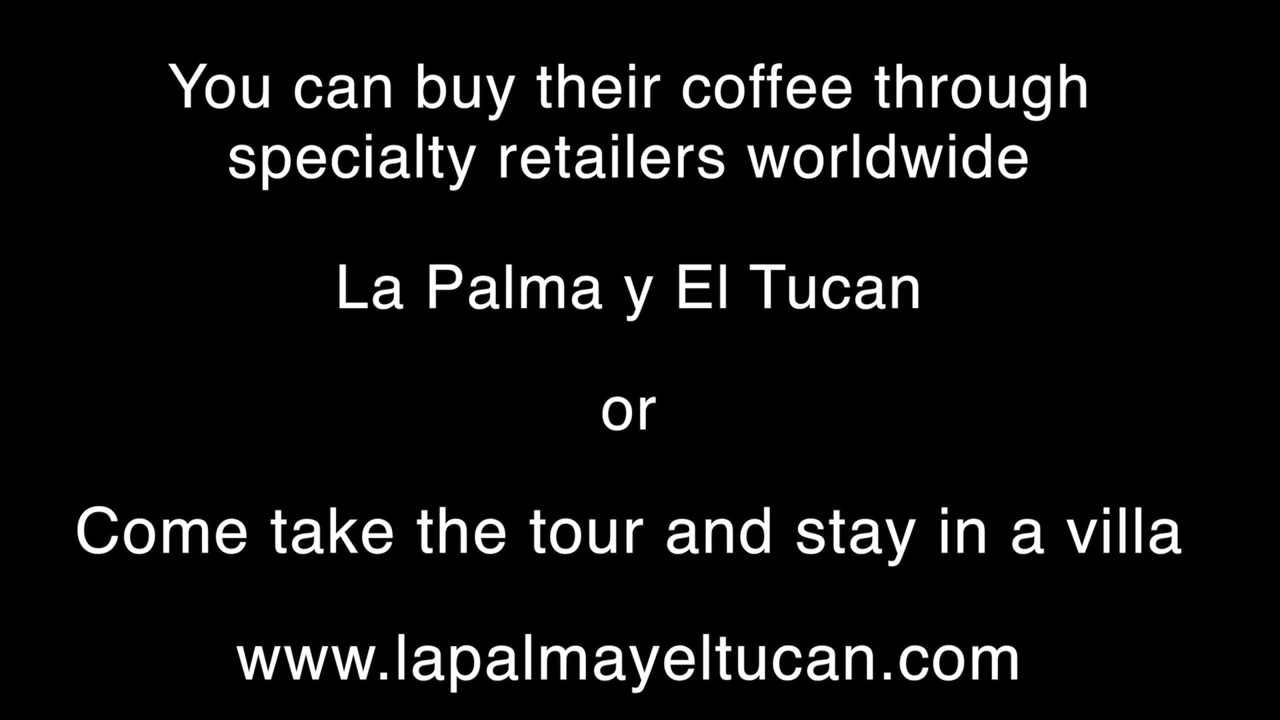 You can buy their coffee through
specialty retailers worldwide
La Palma y El Tucan
or
Come take the tour and stay in a villa
www.lapalmayeltucan.com